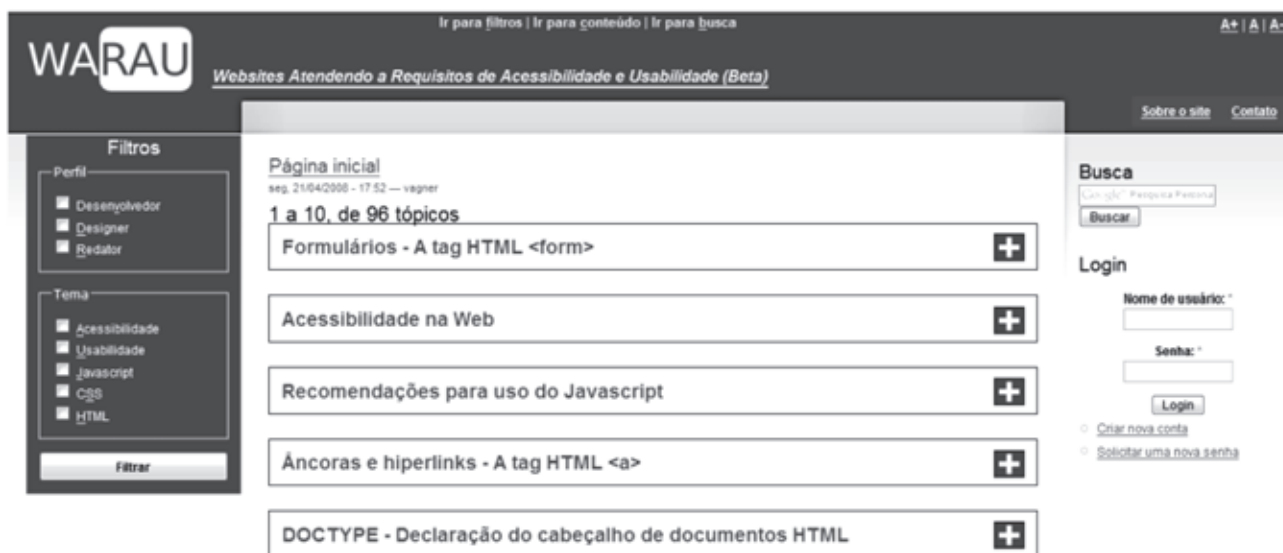 Ir para filtros | Ir para conteúdo | Ir para busca
A+ | A | A-
WARAU
Websites Atendendo a Requisitos de Acessibilidade e Usabilidade (Beta)
Sobre o site Contato
Filtros
Perfil
Desenvolvedor
Designer
Redator
Tema
Acessibilidade
Usabilidade
Javascript
CSS
HTML
Filtrar
Página inicial
seg, 21/04/2008 - 17:52 — vagner
1 a 10, de 96 tópicos
Formulários - A tag HTML <form>
Acessibilidade na Web
Recomendações para uso do Javascript
Âncoras e hiperlinks - A tag HTML <a>
DOCTYPE - Declaração do cabeçalho de documentos HTML
Busca
Google Pesquisa
Buscar
Login
Nome de usuário: *
Senha: *
Login
Criar nova conta
Solicitar uma nova senha